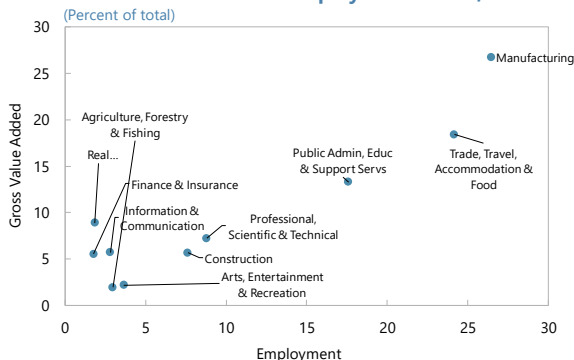 (Percent of total)
30
25
20
15
10
5
0
Gross Value Added
Manufacturing
Agriculture, Forestry
& Fishing
Trade, Travel,
Accommodation &
Food
Public Admin, Educ
& Support Servs
Real...
Finance & Insurance
Information &
Communication
Professional,
Scientific & Technical
Construction
Arts, Entertainment
& Recreation
0 5 10 15 20 25 30
Employment